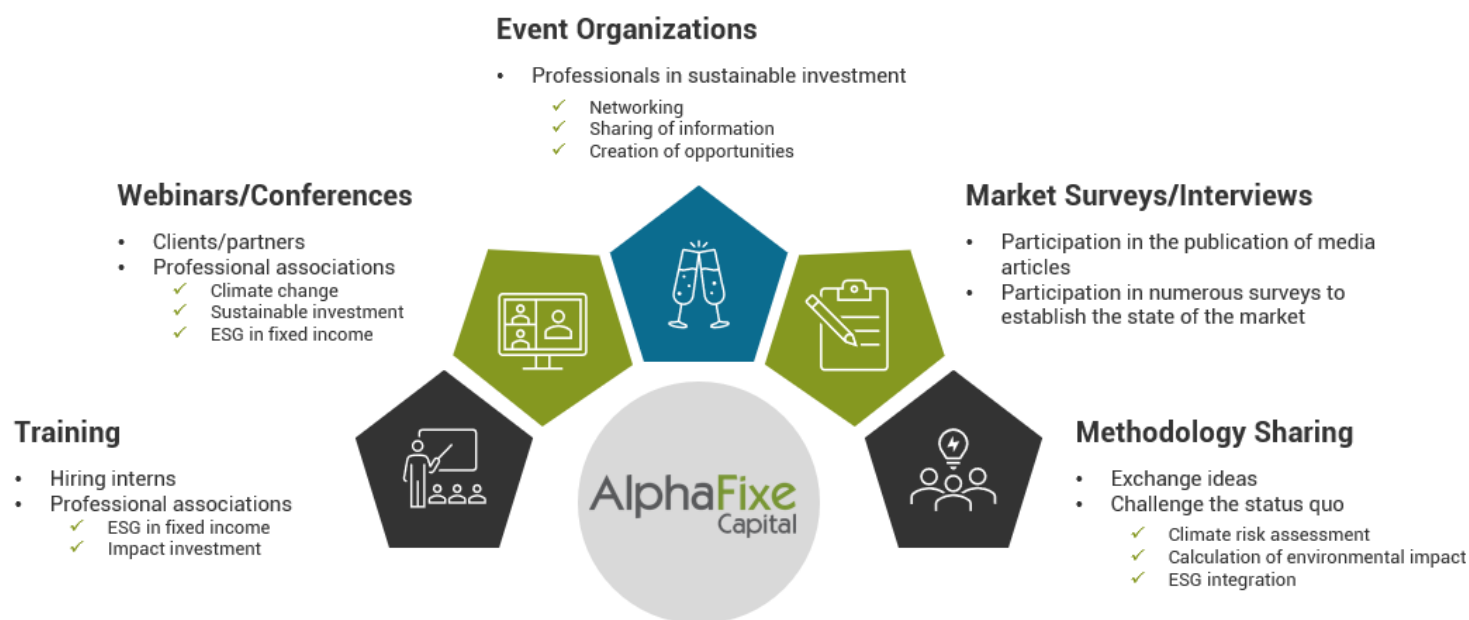 Event Organizations
• Professionals in sustainable investment
✓ Networking
✓ Sharing of information
✓ Creation of opportunities
Webinars/Conferences
• Clients/partners
• Professional associations
✓ Climate change
✓ Sustainable investment
✓ ESG in fixed income
Market Surveys/Interviews
• Participation in the publication of media
articles
• Participation in numerous surveys to
establish the state of the market
Training
• Hiring interns
• Professional associations
✓ ESG in fixed income
✓ Impact investment
AlphaFixe
Capital
Methodology Sharing
• Exchange ideas
• Challenge the status quo
✓ Climate risk assessment
✓ Calculation of environmental impact
✓ ESG integration